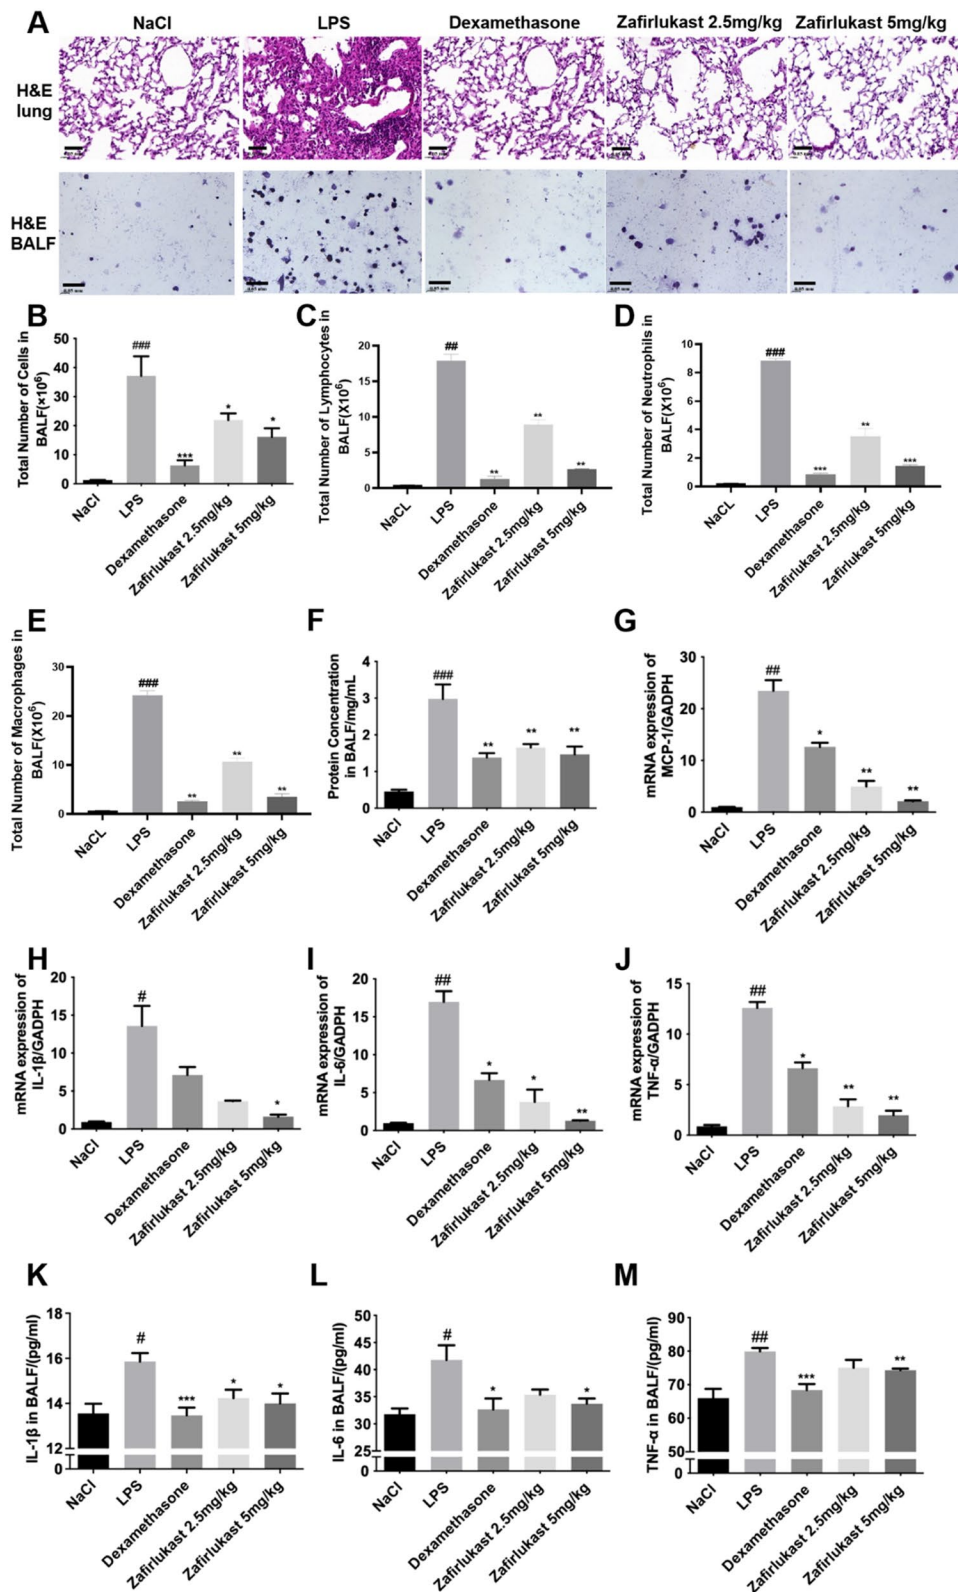 A
NaCl
LPS
Dexamethasone
Zafirlukast 2.5mg/kg
Zafirlukast 5mg/kg
H&E
lung
H&E
BALF
B
Total Number of Cells in
BALF(×10⁶)
50
40
30
20
10
0
###
***
*
*
NaCl
LPS
Dexamethasone
Zafirlukast 2.5mg/kg
Zafirlukast 5mg/kg
C
Total Number of Lymphocytes in
BALF(X10⁶)
20
15
10
5
0
##
**
**
**
NaCL
LPS
Dexamethasone
Zafirlukast 2.5mg/kg
Zafirlukast 5mg/kg
D
Total Number of Neutrophils in
BALF(X10⁶)
10
8
6
4
2
0
###
***
**
***
NaCL
LPS
Dexamethasone
Zafirlukast 2.5mg/kg
Zafirlukast 5mg/kg
E
Total Number of Macrophages in
BALF(X10⁶)
30
20
10
0
###
**
**
**
NaCL
LPS
Dexamethasone
Zafirlukast 2.5mg/kg
Zafirlukast 5mg/kg
F
Protein Concentration
in BALF/mg/mL
4
3
2
1
0
###
**
**
**
NaCl
LPS
Dexamethasone
Zafirlukast 2.5mg/kg
Zafirlukast 5mg/kg
G
mRNA expression of
MCP-1/GADPH
30
20
10
0
##
*
**
**
NaCl
LPS
Dexamethasone
Zafirlukast 2.5mg/kg
Zafirlukast 5mg/kg
H
mRNA expression of
IL-1β/GADPH
20
15
10
5
0
#
*
NaCl
LPS
Dexamethasone
Zafirlukast 2.5mg/kg
Zafirlukast 5mg/kg
I
mRNA expression of
IL-6/GADPH
20
15
10
5
0
##
*
*
**
NaCl
LPS
Dexamethasone
Zafirlukast 2.5mg/kg
Zafirlukast 5mg/kg
J
mRNA expression of
TNF-α/GADPH
15
10
5
0
##
*
**
**
NaCl
LPS
Dexamethasone
Zafirlukast 2.5mg/kg
Zafirlukast 5mg/kg
K
IL-1β in BALF/(pg/ml)
18
16
14
12
0
#
***
*
*
NaCl
LPS
Dexamethasone
Zafirlukast 2.5mg/kg
Zafirlukast 5mg/kg
L
IL-6 in BALF/(pg/ml)
50
45
40
35
30
25
0
#
*
*
NaCl
LPS
Dexamethasone
Zafirlukast 2.5mg/kg
Zafirlukast 5mg/kg
M
TNF-α in BALF/(pg/ml)
90
80
70
60
50
0
##
***
**
NaCl
LPS
Dexamethasone
Zafirlukast 2.5mg/kg
Zafirlukast 5mg/kg